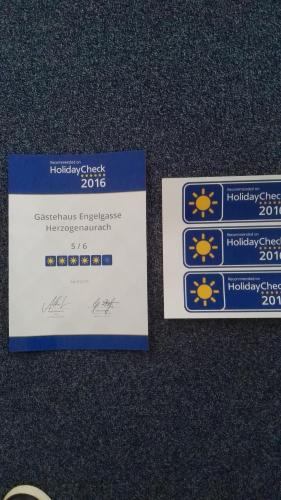 Recommended on
HolidayCheck
2016
Gästehaus Engelgasse
Herzogenaurach
5 / 6
Recommended on
HolidayCheck
2016
Recommended on
HolidayCheck
2016
Recommended on
HolidayCheck
201